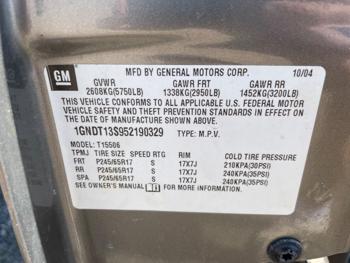 GM
MFD BY GENERAL MOTORS CORP. 10/04
GVWR GAWR FRT GAWR RR
2608KG(5750LB) 1338KG(2950LB) 1452KG(3200LB)
THIS VEHICLE CONFORMS TO ALL APPLICABLE U.S. FEDERAL MOTOR
VEHICLE SAFETY AND THEFT PREVENTION STANDARDS IN EFFECT ON
THE DATE OF MANUFACTURE SHOWN ABOVE.
1GNDT13S952190329 TYPE: M.P.V.
MODEL: T15506
TPMJ TIRE SIZE SPEED RTG RIM COLD TIRE PRESSURE
FRT P245/65R17 S 17X7J 210KPA(30PSI)
RR P245/65R17 S 17X7J 240KPA(35PSI)
SPA P245/65R17 S 17X7J 240KPA(35PSI)
SEE OWNER'S MANUAL FOR MORE INFORMATION.